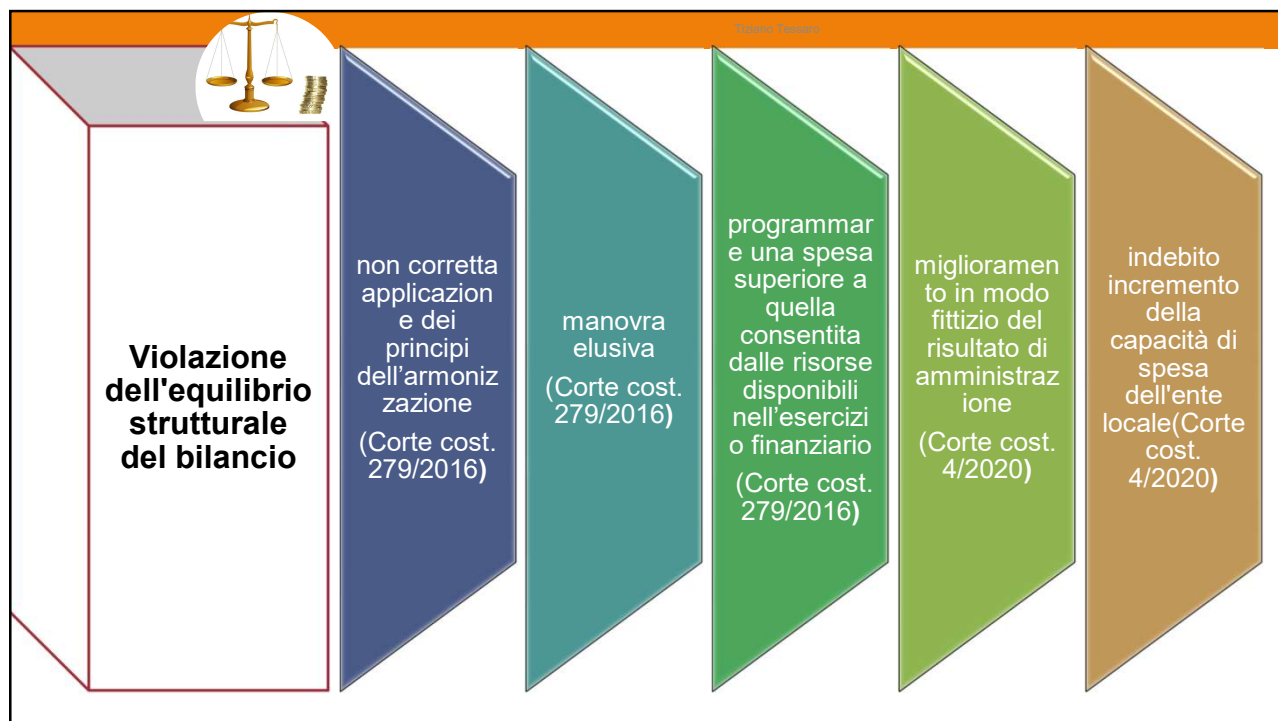 Tiziano Tessaro
Violazione
dell'equilibrio
strutturale
del bilancio
non corretta
applicazion
e dei
principi
dell’armoniz
zazione
(Corte cost.
279/2016)
manovra
elusiva
(Corte cost.
279/2016)
programmar
e una spesa
superiore a
quella
consentita
dalle risorse
disponibili
nell’esercizi
o finanziario
(Corte cost.
279/2016)
miglioramen
to in modo
fittizio del
risultato di
amministraz
ione
(Corte cost.
4/2020)
indebito
incremento
della
capacità di
spesa
dell'ente
locale(Corte
cost.
4/2020)